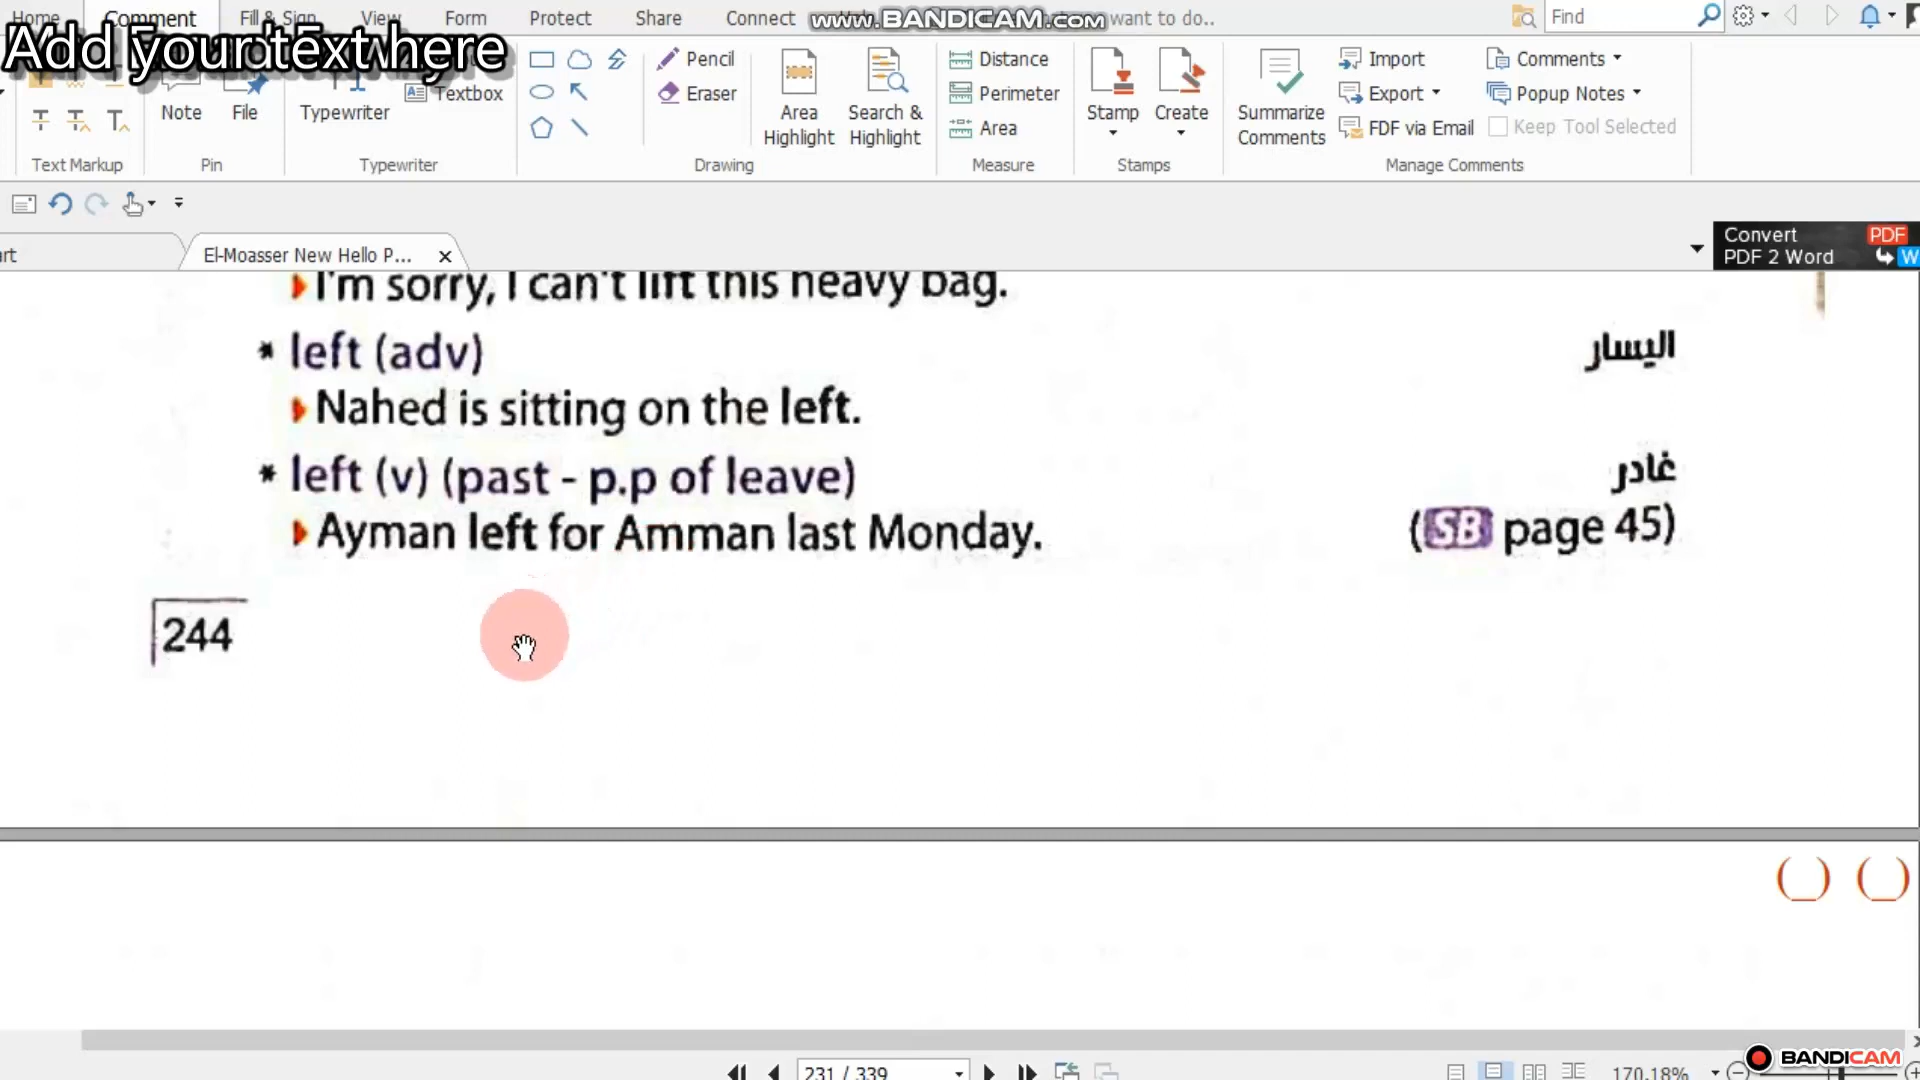 Home Comment Fill & Sign View Form Protect Share Connect www.BANDICAM.com want to do.. Find
Add your text here
Pencil Distance Import Comments
Note File Typewriter Textbox Eraser Area Highlight Search & Highlight Perimeter Stamp Create Summarize Comments Export Popup Notes
Area FDF via Email Keep Tool Selected
Text Markup Pin Typewriter Drawing Measure Stamps Manage Comments
rt El-Moasser New Hello P... Convert PDF
PDF 2 Word W
I'm sorry, I can't lift this heavy bag.
* left (adv) اليسار
Nahed is sitting on the left.
* left (v) (past - p.p of leave) غادر
Ayman left for Amman last Monday. (SB page 45)
244
(_) (_)
231 / 339 170.18%
BANDICAM